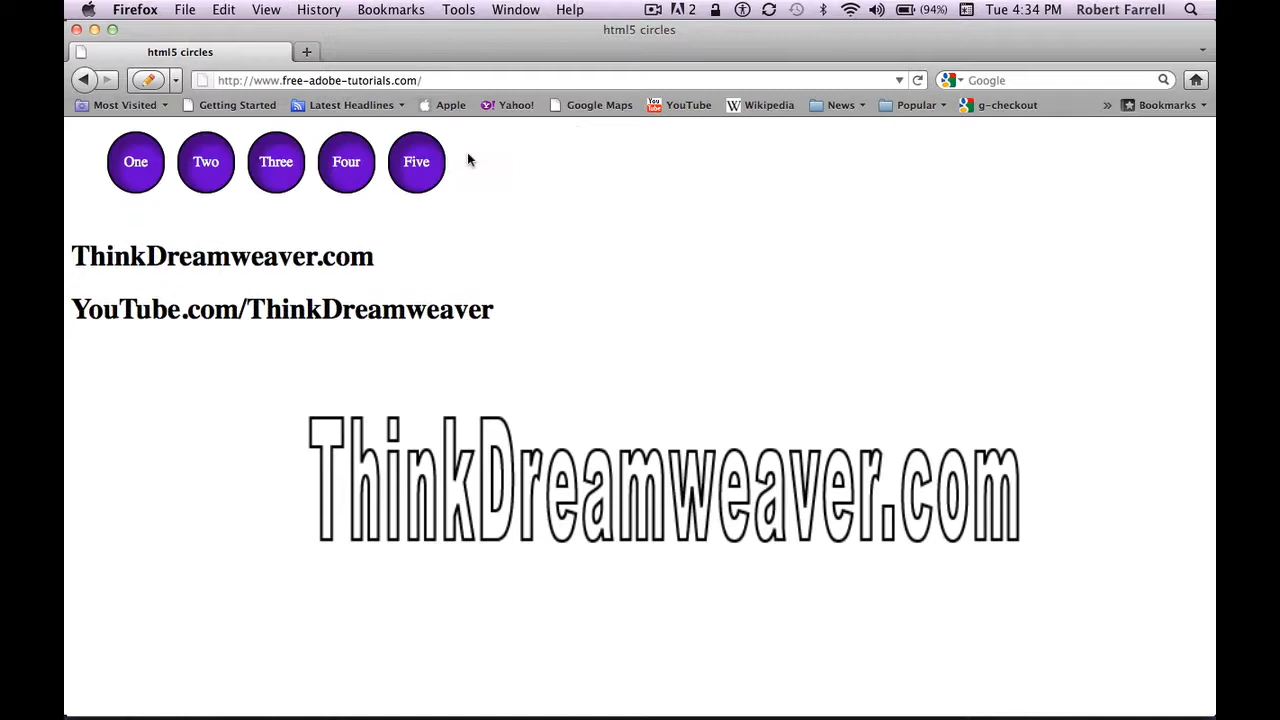 Firefox File Edit View History Bookmarks Tools Window Help 2 (94%) Tue 4:34 PM Robert Farrell
html5 circles
html5 circles +
http://www.free-adobe-tutorials.com/ Google
Most Visited Getting Started Latest Headlines Apple Yahoo! Google Maps YouTube Wikipedia News Popular g-checkout » Bookmarks
One Two Three Four Five
ThinkDreamweaver.com
YouTube.com/ThinkDreamweaver
ThinkDreamweaver.com